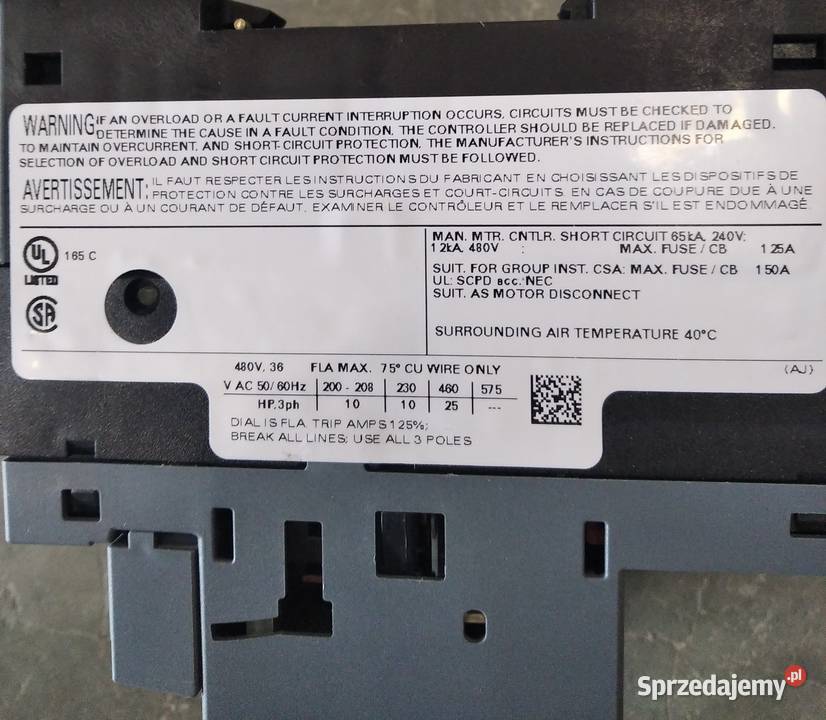 WARNING IF AN OVERLOAD OR A FAULT CURRENT INTERRUPTION OCCURS, CIRCUITS MUST BE CHECKED TO
DETERMINE THE CAUSE IN A FAULT CONDITION. THE CONTROLLER SHOULD BE REPLACED IF DAMAGED.
TO MAINTAIN OVERCURRENT, AND SHORT-CIRCUIT PROTECTION, THE MANUFACTURER'S INSTRUCTIONS FOR
SELECTION OF OVERLOAD AND SHORT CIRCUIT PROTECTION MUST BE FOLLOWED.
AVERTISSEMENT: IL FAUT RESPECTER LES INSTRUCTIONS DU FABRICANT EN CHOISISSANT LES DISPOSITIFS DE
PROTECTION CONTRE LES SURCHARGES ET COURT-CIRCUITS. EN CAS DE COUPURE DUE À UNE
SURCHARGE OU À UN COURANT DE DÉFAUT, EXAMINER LE CONTRÔLEUR ET LE REMPLACER S'IL EST ENDOMMAGÉ.
UL 165 C
LISTED
SA
MAN. MTR. CNTLR. SHORT CIRCUIT 65kA, 240V;
12kA, 480V : MAX. FUSE / CB 125A
SUIT. FOR GROUP INST. CSA: MAX. FUSE / CB 150A
UL: SCPD acc. NEC
SUIT. AS MOTOR DISCONNECT
SURROUNDING AIR TEMPERATURE 40°C
480V, 36 FLA MAX. 75° CU WIRE ONLY (AJ)
V AC 50/60Hz 200 - 208 230 460 575
HP.3ph 10 10 25 ---
DIAL IS FLA. TRIP AMPS 125%;
BREAK ALL LINES; USE ALL 3 POLES
Sprzedajemy.pl